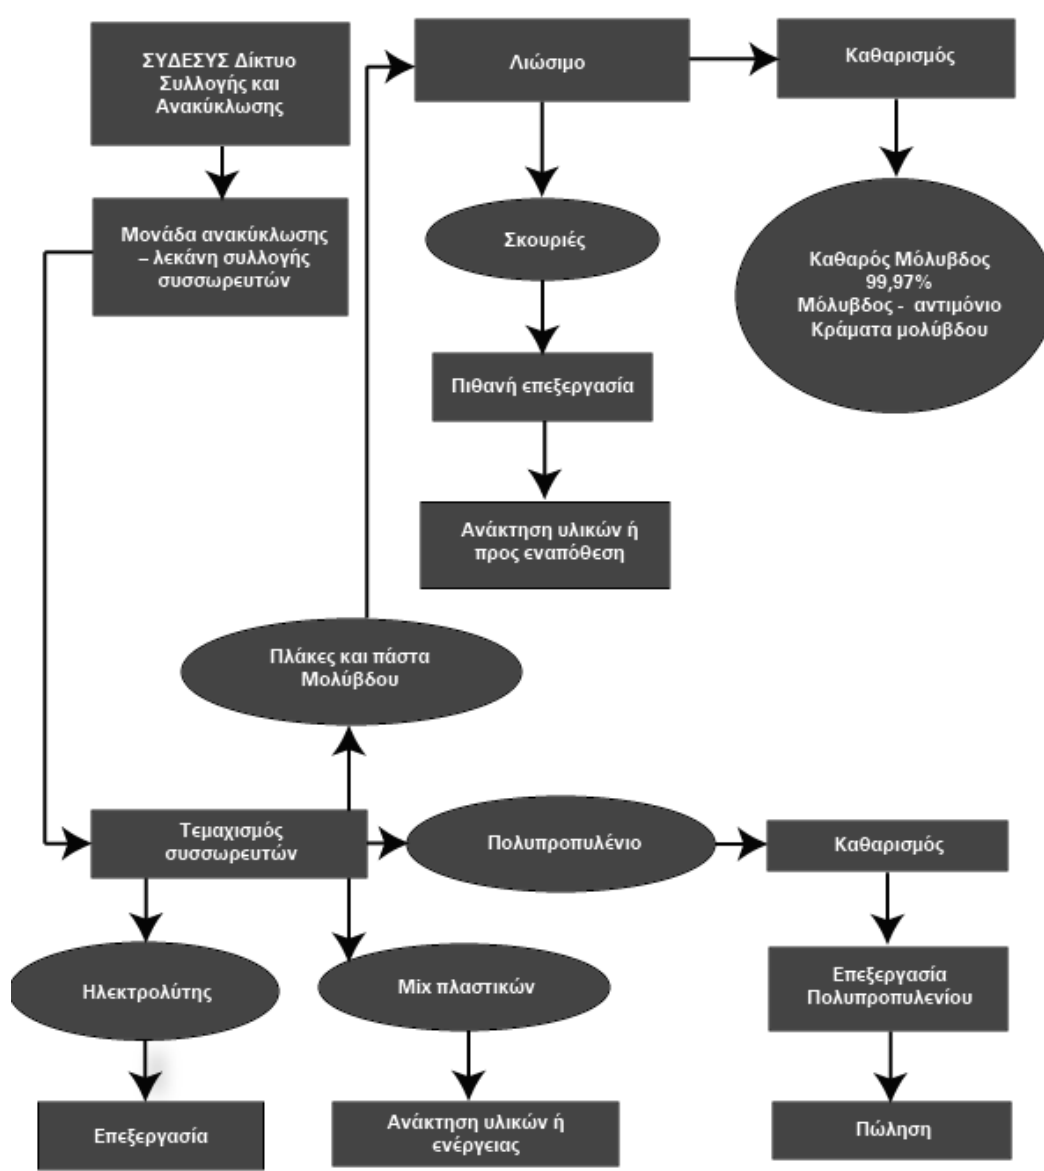 ΣΥΔΕΣΥΣ Δίκτυο
Συλλογής και
Ανακύκλωσης
Λιώσιμο
Καθαρισμός
Μονάδα ανακύκλωσης
– λεκάνη συλλογής
συσσωρευτών
Σκουριές
Καθαρός Μόλυβδος
99,97%
Μόλυβδος - αντιμόνιο
Κράματα μολύβδου
Πιθανή επεξεργασία
Ανάκτηση υλικών ή
προς εναπόθεση
Πλάκες και πάστα
Μολύβδου
Τεμαχισμός
συσσωρευτών
Πολυπροπυλένιο
Καθαρισμός
Ηλεκτρολύτης
Mix πλαστικών
Επεξεργασία
Πολυπροπυλενίου
Επεξεργασία
Ανάκτηση υλικών ή
ενέργειας
Πώληση